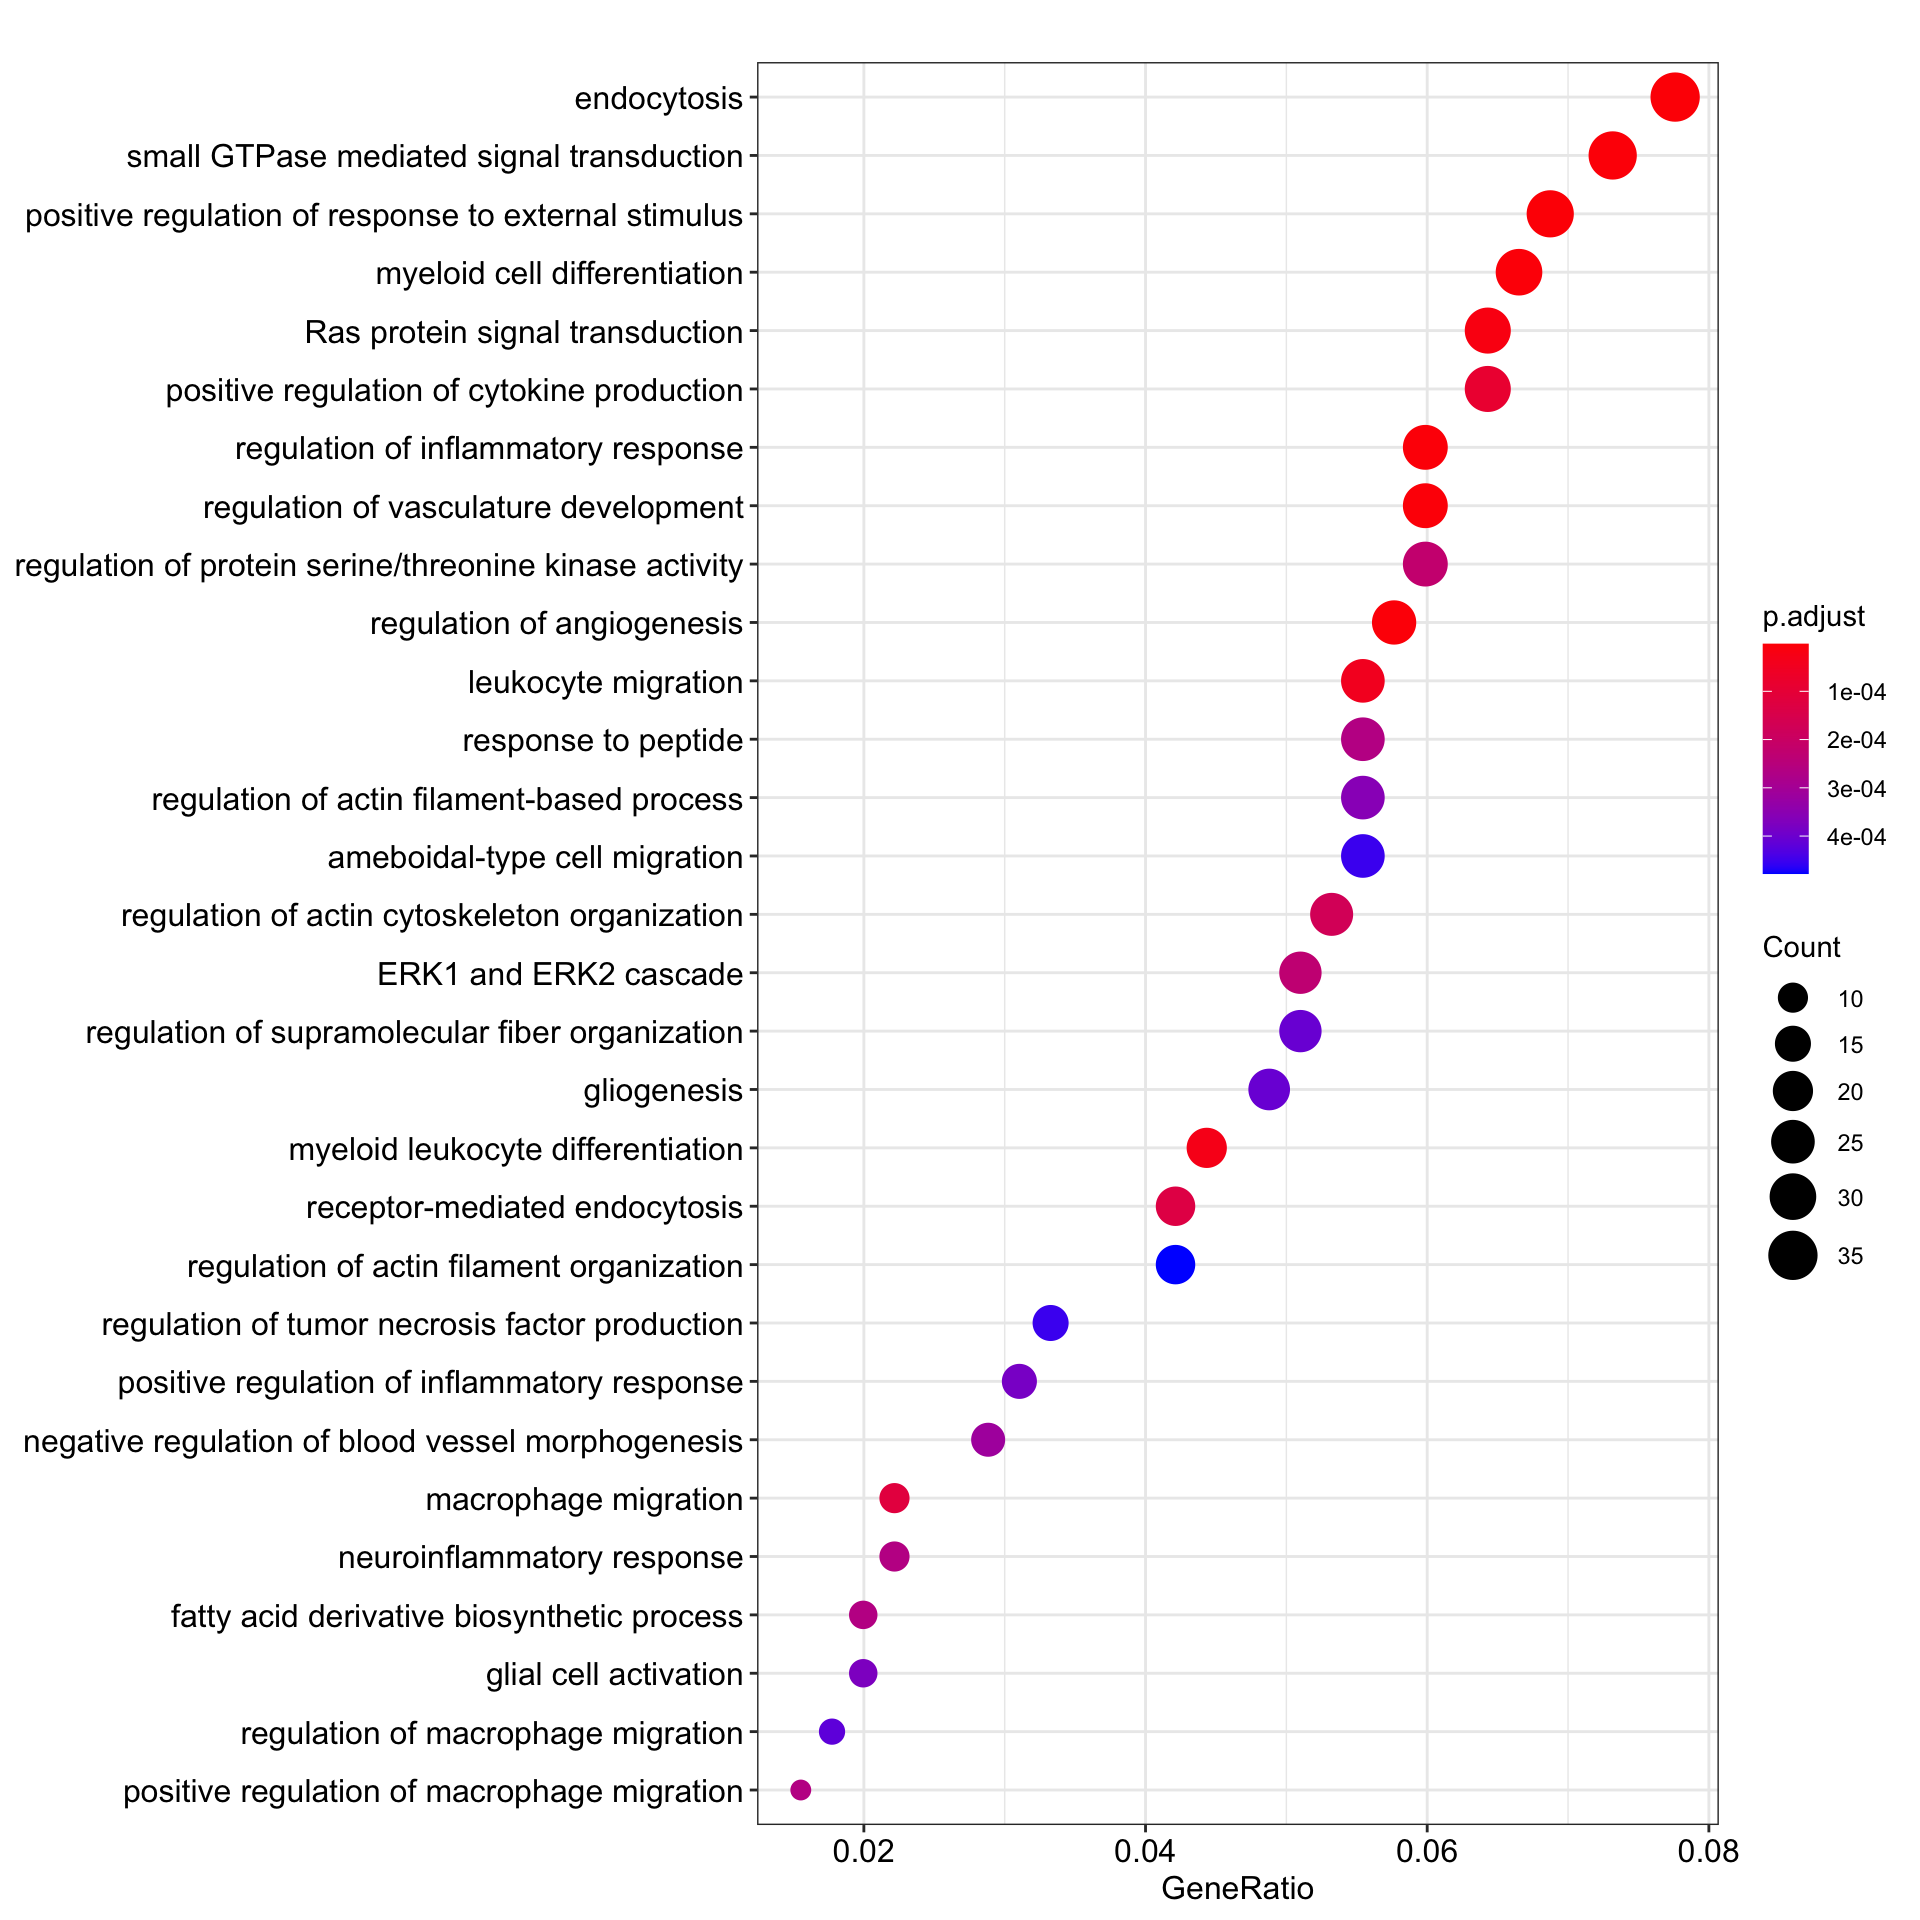 endocytosis
small GTPase mediated signal transduction
positive regulation of response to external stimulus
myeloid cell differentiation
Ras protein signal transduction
positive regulation of cytokine production
regulation of inflammatory response
regulation of vasculature development
regulation of protein serine/threonine kinase activity
regulation of angiogenesis
leukocyte migration
response to peptide
regulation of actin filament-based process
ameboidal-type cell migration
regulation of actin cytoskeleton organization
ERK1 and ERK2 cascade
regulation of supramolecular fiber organization
gliogenesis
myeloid leukocyte differentiation
receptor-mediated endocytosis
regulation of actin filament organization
regulation of tumor necrosis factor production
positive regulation of inflammatory response
negative regulation of blood vessel morphogenesis
macrophage migration
neuroinflammatory response
fatty acid derivative biosynthetic process
glial cell activation
regulation of macrophage migration
positive regulation of macrophage migration
0.02 0.04 0.06 0.08
GeneRatio
p.adjust
1e-04
2e-04
3e-04
4e-04
Count
10
15
20
25
30
35